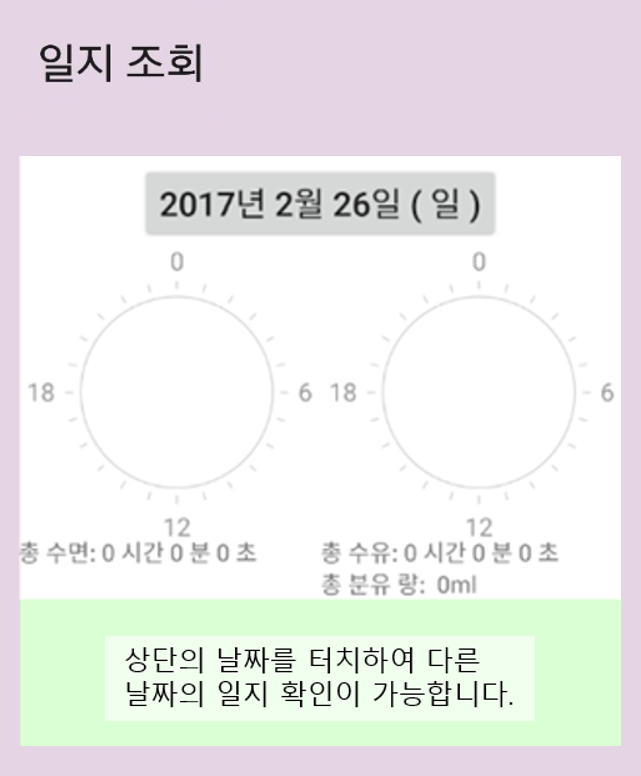 일지 조회
2017년 2월 26일 ( 일 )
0
0
18
6
18
6
12
12
총 수면: 0 시간 0 분 0 초
총 수유: 0 시간 0 분 0 초
총 분유 량: 0ml
상단의 날짜를 터치하여 다른
날짜의 일지 확인이 가능합니다.